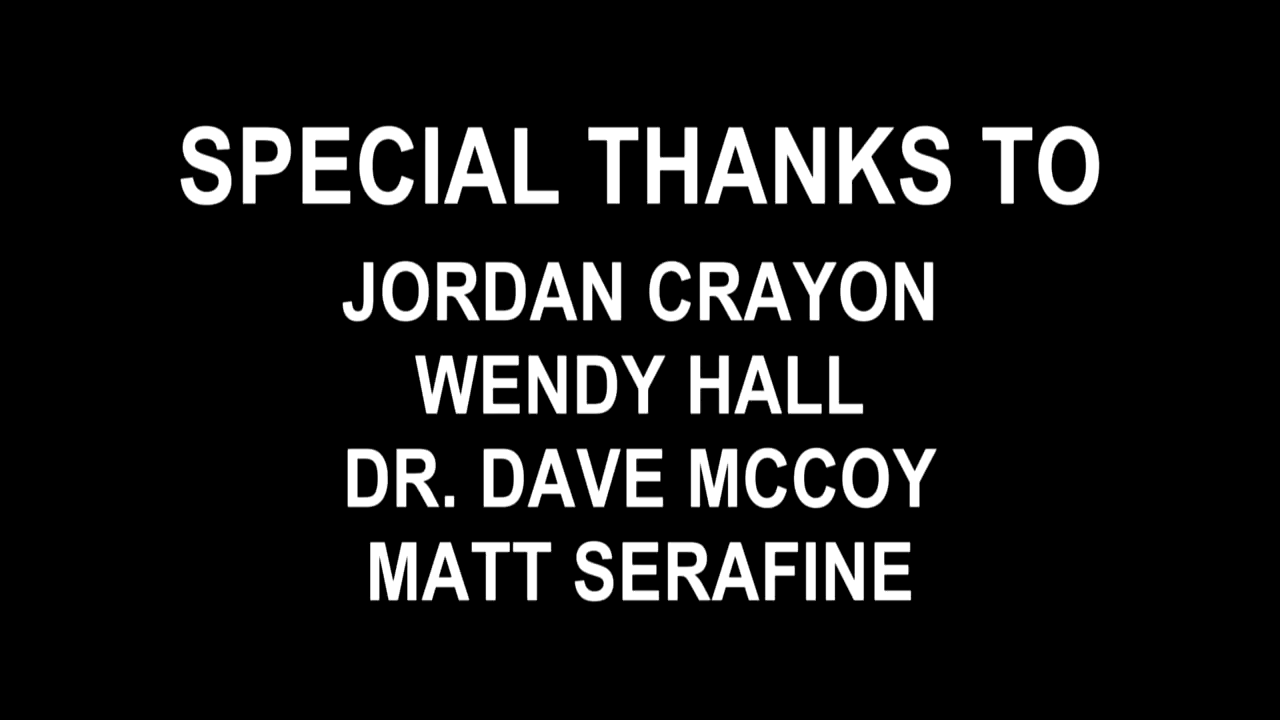 SPECIAL THANKS TO
JORDAN CRAYON
WENDY HALL
DR. DAVE MCCOY
MATT SERAFINE